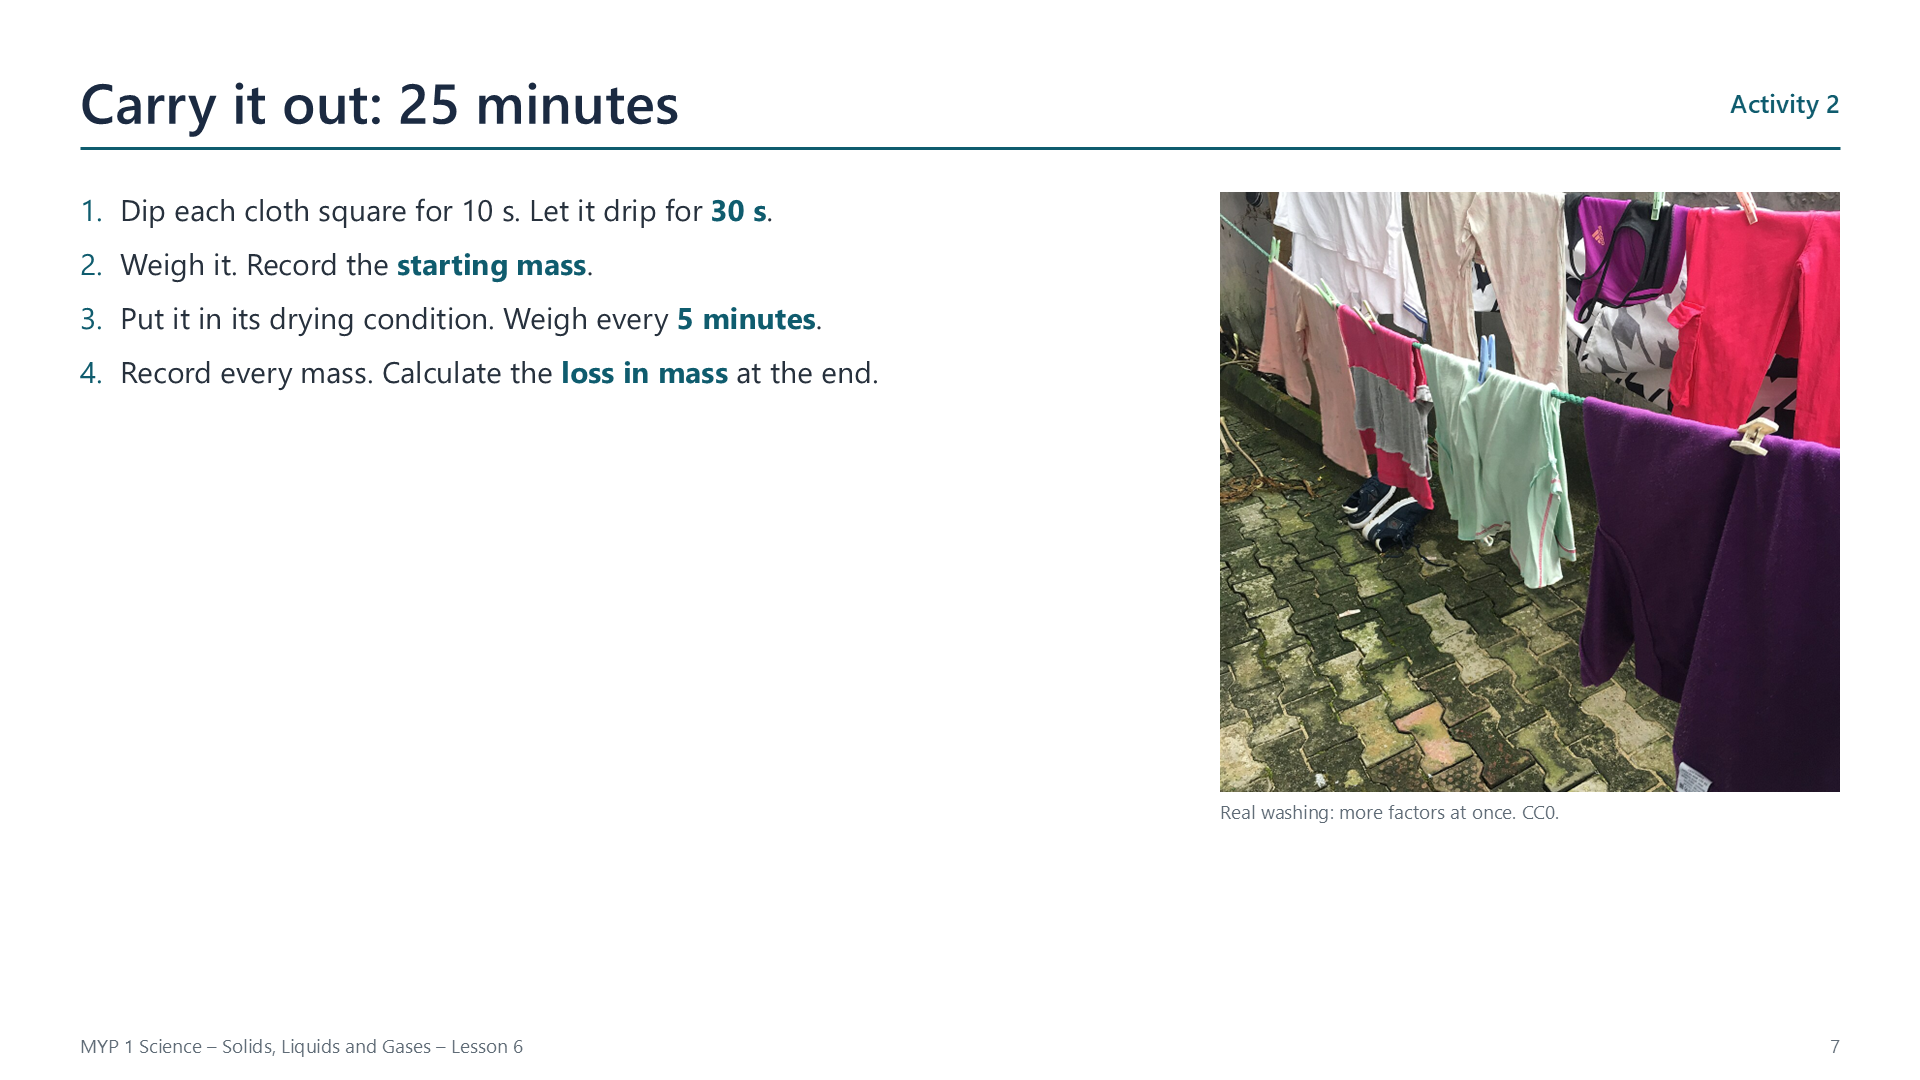 Carry it out: 25 minutes
Activity 2
1. Dip each cloth square for 10 s. Let it drip for 30 s.
2. Weigh it. Record the starting mass.
3. Put it in its drying condition. Weigh every 5 minutes.
4. Record every mass. Calculate the loss in mass at the end.
Real washing: more factors at once. CC0.
MYP 1 Science – Solids, Liquids and Gases – Lesson 6
7